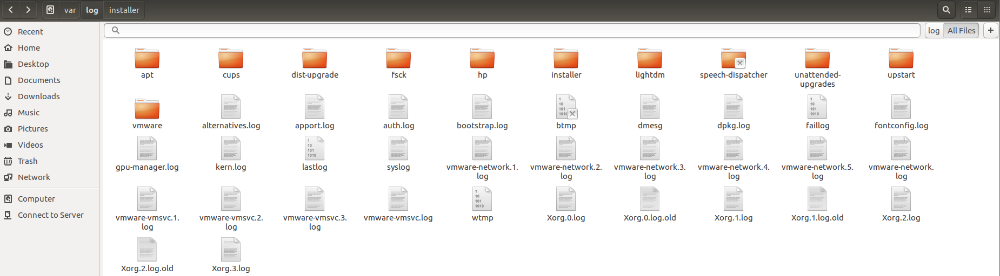 var log installer
log All Files
Recent
Home
Desktop
Documents
Downloads
Music
Pictures
Videos
Trash
Network
Computer
Connect to Server
apt cups dist-upgrade fsck hp installer lightdm speech-dispatcher unattended-upgrades upstart
vmware alternatives.log apport.log auth.log bootstrap.log btmp dmesg dpkg.log faillog fontconfig.log
gpu-manager.log kern.log lastlog syslog vmware-network.1.log vmware-network.2.log vmware-network.3.log vmware-network.4.log vmware-network.5.log vmware-network.log
vmware-vmsvc.1.log vmware-vmsvc.2.log vmware-vmsvc.3.log vmware-vmsvc.log wtmp Xorg.0.log Xorg.0.log.old Xorg.1.log Xorg.1.log.old Xorg.2.log
Xorg.2.log.old Xorg.3.log